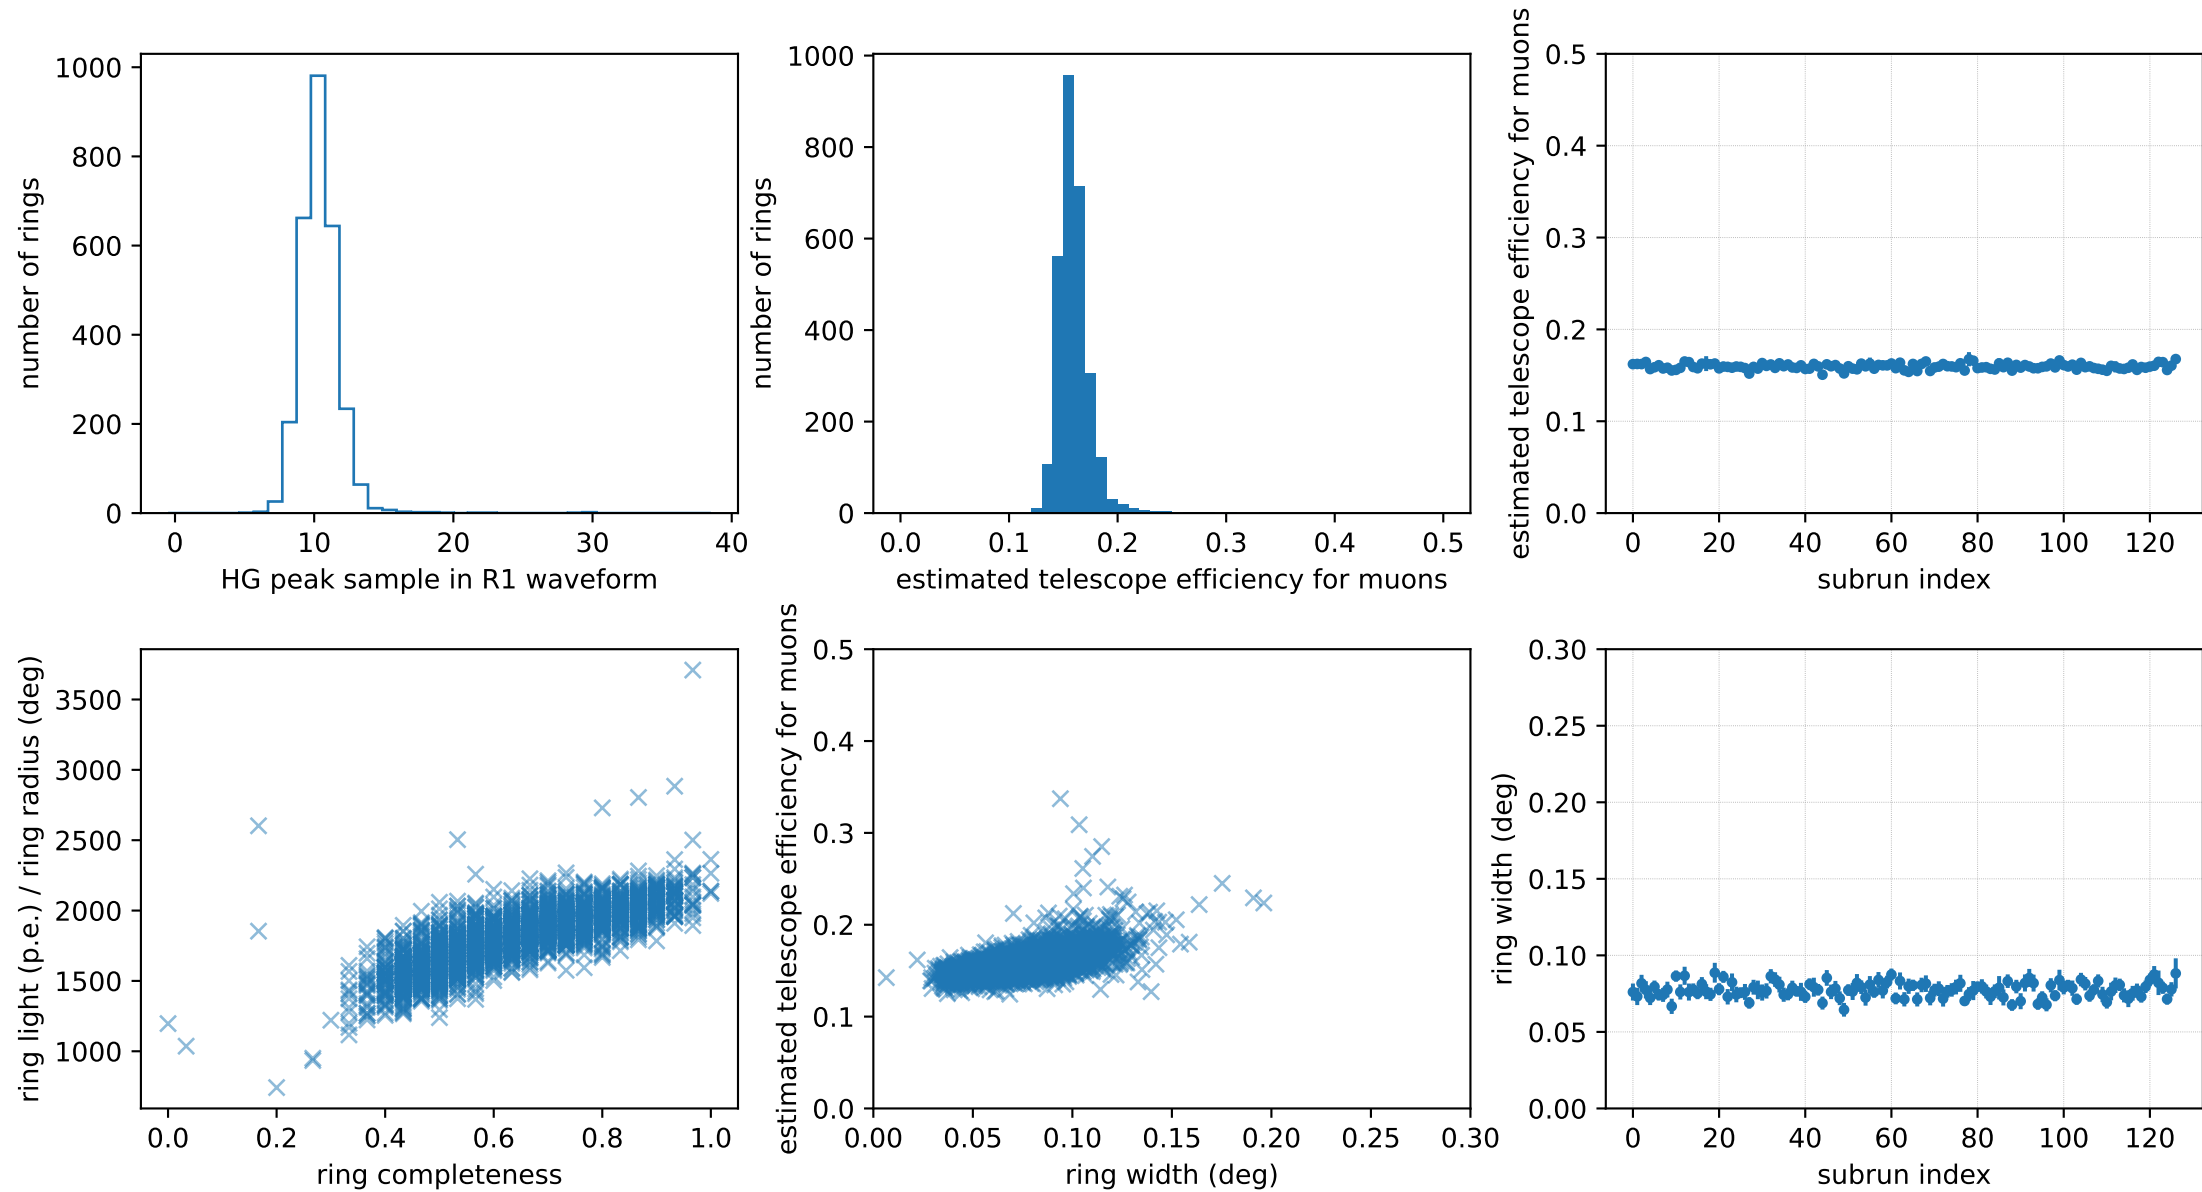 number of rings
1000
800
600
400
200
0
0 10 20 30 40
HG peak sample in R1 waveform
number of rings
1000
800
600
400
200
0
0.0 0.1 0.2 0.3 0.4 0.5
estimated telescope efficiency for muons
estimated telescope efficiency for muons
0.5
0.4
0.3
0.2
0.1
0.0
0 20 40 60 80 100 120
subrun index
ring light (p.e.) / ring radius (deg)
3500
3000
2500
2000
1500
1000
0.0 0.2 0.4 0.6 0.8 1.0
ring completeness
estimated telescope efficiency for muons
0.5
0.4
0.3
0.2
0.1
0.0
0.00 0.05 0.10 0.15 0.20 0.25 0.30
ring width (deg)
ring width (deg)
0.30
0.25
0.20
0.15
0.10
0.05
0.00
0 20 40 60 80 100 120
subrun index